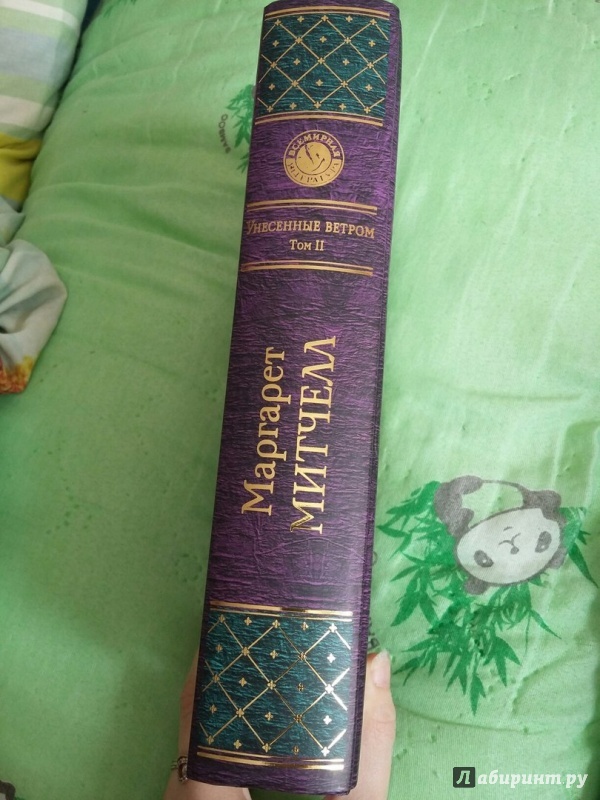 ВСЕМИРНАЯ
ЛИТЕРАТУРА
УНЕСЕННЫЕ ВЕТРОМ
ТОМ II
Маргарет
МИТЧЕЛЛ
Лабиринт.ру